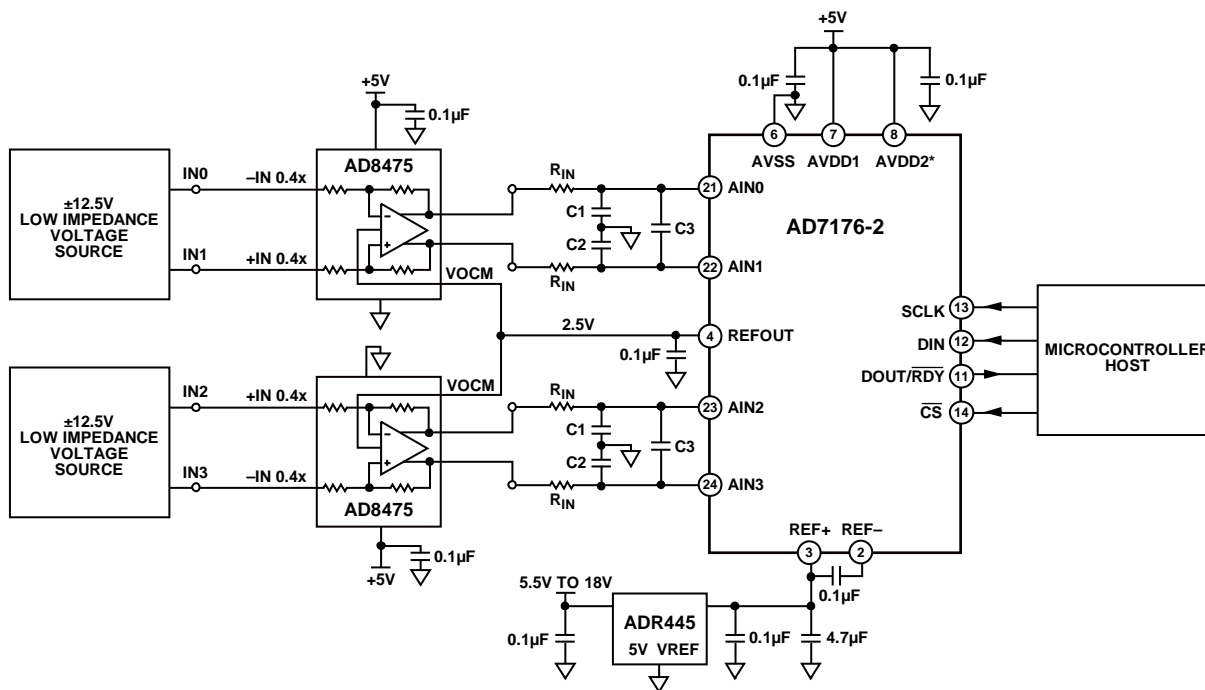 +5V
0.1µF
0.1µF
+5V
0.1µF
6
7
8
AVSS
AVDD1
AVDD2*
AD8475
±12.5V
LOW IMPEDANCE
VOLTAGE
SOURCE
IN0
–IN 0.4x
IN1
+IN 0.4x
VOCM
RIN
C1
C2
C3
RIN
21
AIN0
22
AIN1
AD7176-2
2.5V
0.1µF
4
REFOUT
SCLK
13
DIN
12
DOUT/RDY
11
CS
14
MICROCONTROLLER
HOST
±12.5V
LOW IMPEDANCE
VOLTAGE
SOURCE
IN2
+IN 0.4x
IN3
–IN 0.4x
VOCM
AD8475
+5V
0.1µF
RIN
C1
C2
C3
RIN
23
AIN2
24
AIN3
REF+
REF–
3
2
0.1µF
5.5V TO 18V
0.1µF
ADR445
5V VREF
0.1µF
4.7µF